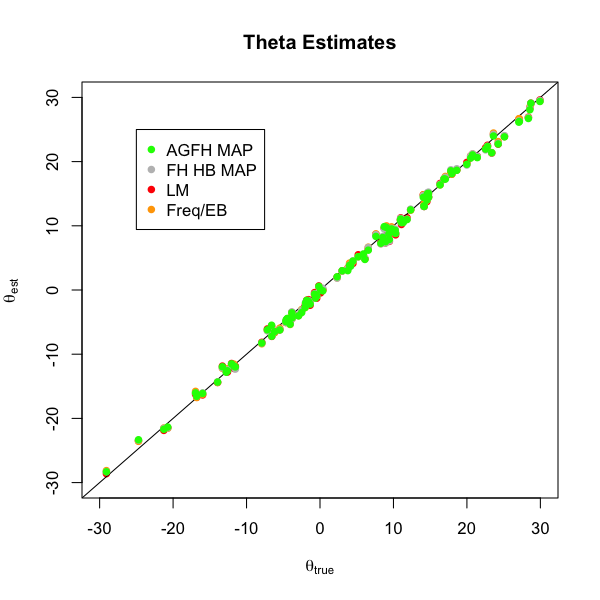 Theta Estimates
30
20
10
0
-10
-20
-30
AGFH MAP
FH HB MAP
LM
Freq/EB
θest
-30 -20 -10 0 10 20 30
θtrue